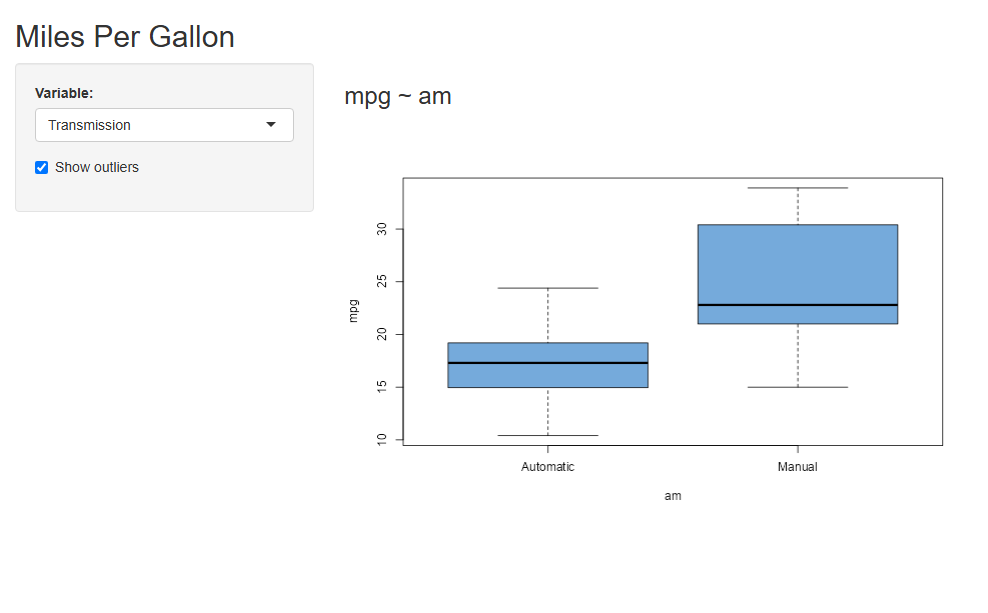 Miles Per Gallon
Variable:
Transmission
Show outliers
mpg ~ am
30
25
20
15
10
mpg
Automatic
Manual
am